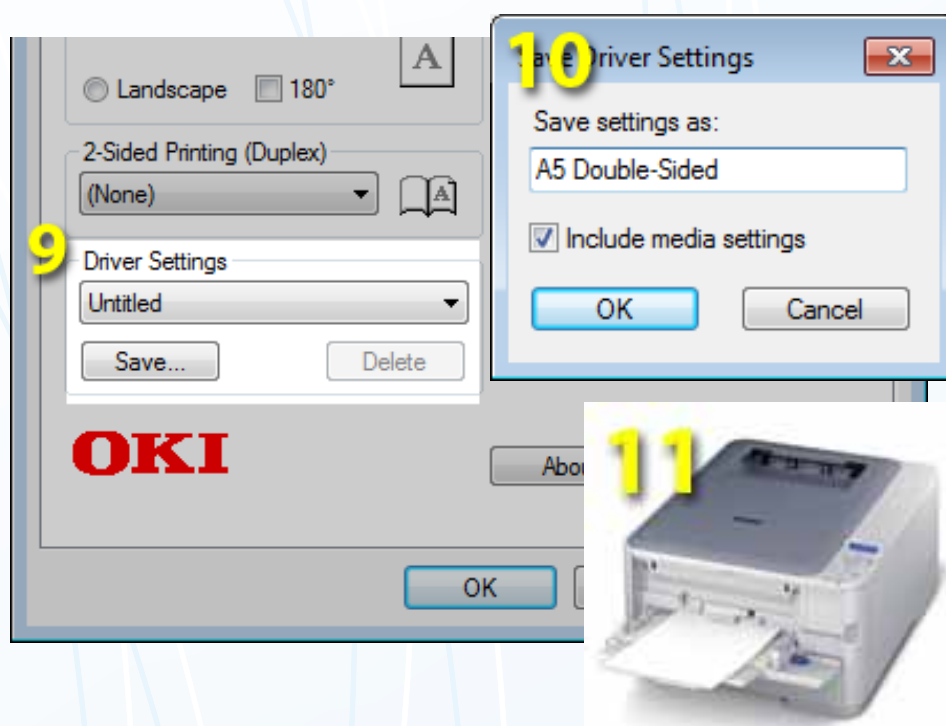 A
Landscape
180°
2-Sided Printing (Duplex)
(None)
A
9
Driver Settings
Untitled
Save...
Delete
OKI
OK
10
Driver Settings
Save settings as:
A5 Double-Sided
Include media settings
OK
Cancel
11